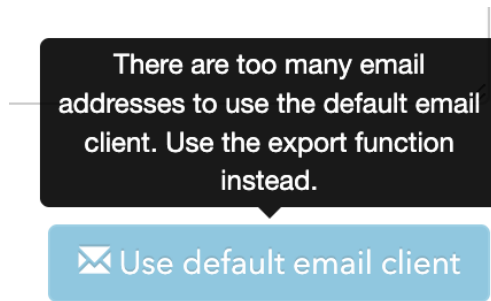 There are too many email
addresses to use the default email
client. Use the export function
instead.
Use default email client